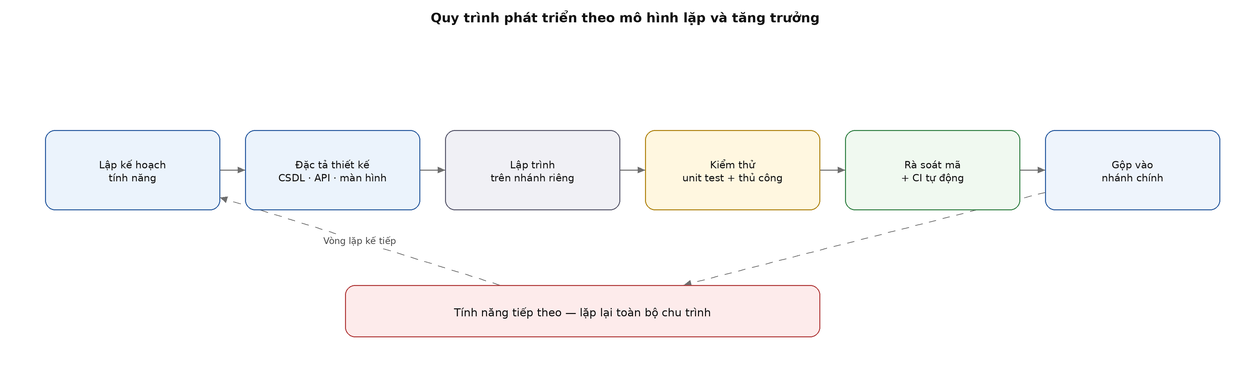 Quy trình phát triển theo mô hình lặp và tăng trưởng
Lập kế hoạch
tính năng
Đặc tả thiết kế
CSDL · API · màn hình
Lập trình
trên nhánh riêng
Kiểm thử
unit test + thủ công
Rà soát mã
+ CI tự động
Gộp vào
nhánh chính
Vòng lặp kế tiếp
Tính năng tiếp theo — lặp lại toàn bộ chu trình